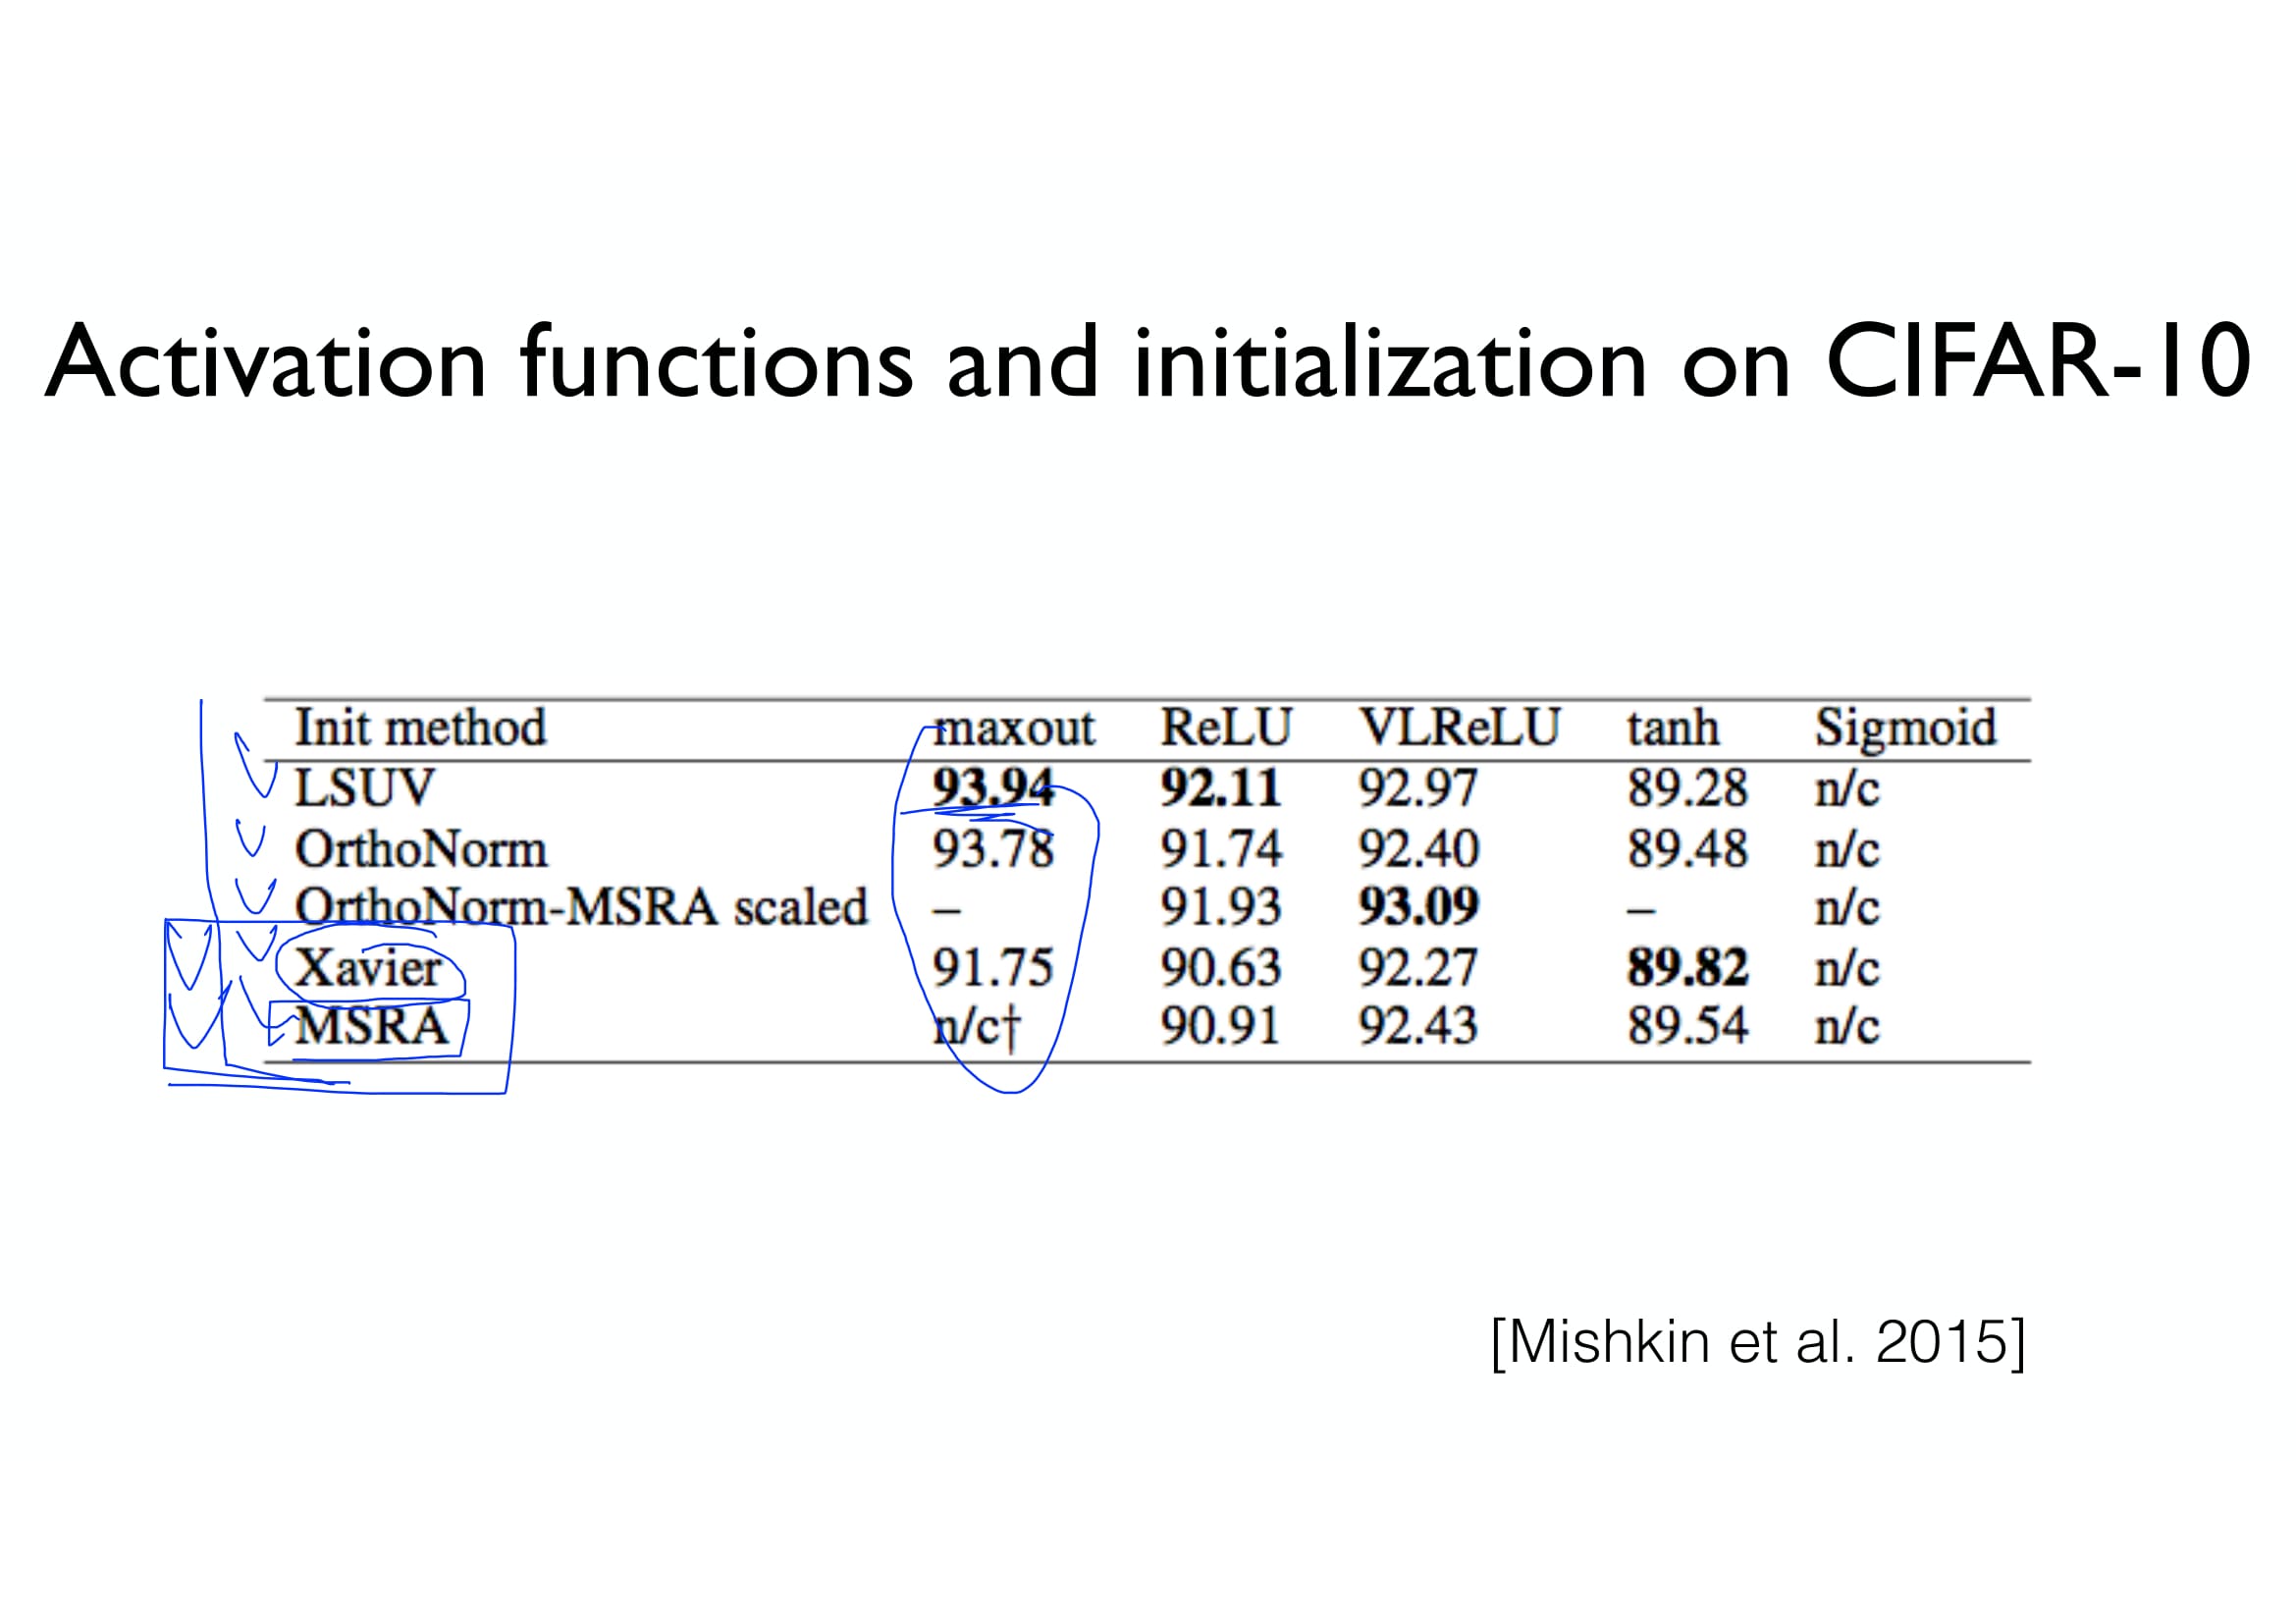 Activation functions and initialization on CIFAR-10
Init method maxout ReLU VLReLU tanh Sigmoid
LSUV 93.94 92.11 92.97 89.28 n/c
OrthoNorm 93.78 91.74 92.40 89.48 n/c
OrthoNorm-MSRA scaled – 91.93 93.09 – n/c
Xavier 91.75 90.63 92.27 89.82 n/c
MSRA n/c† 90.91 92.43 89.54 n/c
[Mishkin et al. 2015]